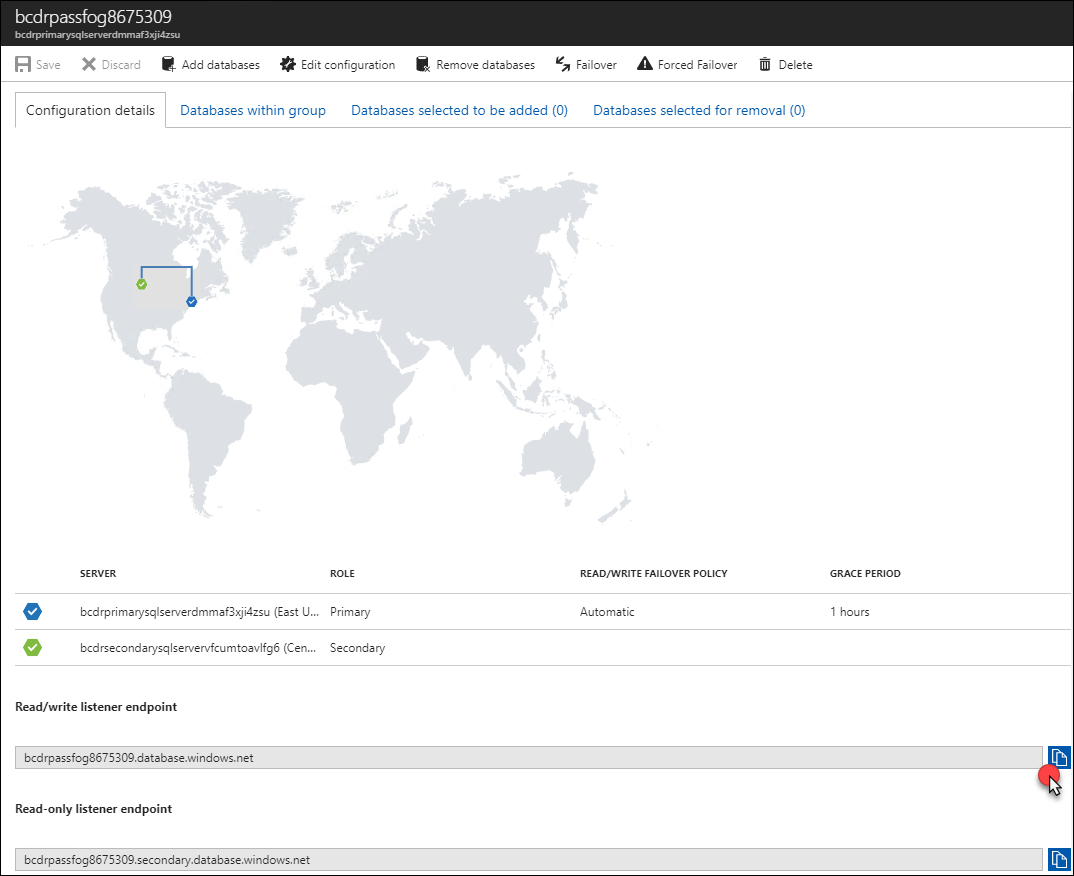 bcdrpassfog8675309
bcdrprimarysqlserverdmmaf3xji4zsu
Save Discard Add databases Edit configuration Remove databases Failover Forced Failover Delete
Configuration details Databases within group Databases selected to be added (0) Databases selected for removal (0)
SERVER ROLE READ/WRITE FAILOVER POLICY GRACE PERIOD
bcdrprimarysqlserverdmmaf3xji4zsu (East U... Primary Automatic 1 hours
bcdrsecondarysqlservervfcumtoavlfg6 (Cen... Secondary
Read/write listener endpoint
bcdrpassfog8675309.database.windows.net
Read-only listener endpoint
bcdrpassfog8675309.secondary.database.windows.net